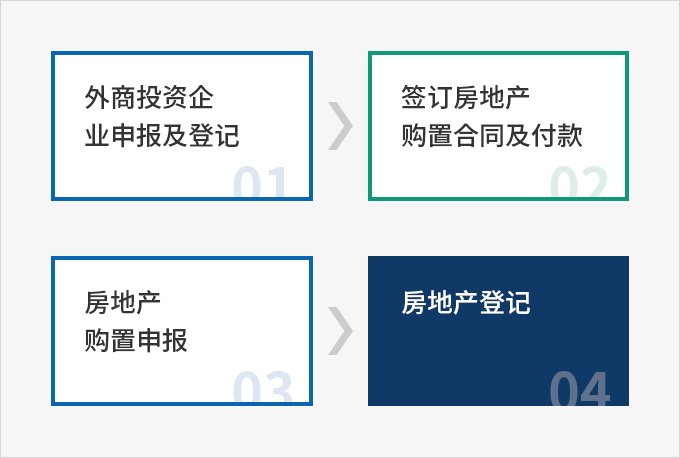 外商投资企
业申报及登记
01
签订房地产
购置合同及付款
02
房地产
购置申报
03
房地产登记
04